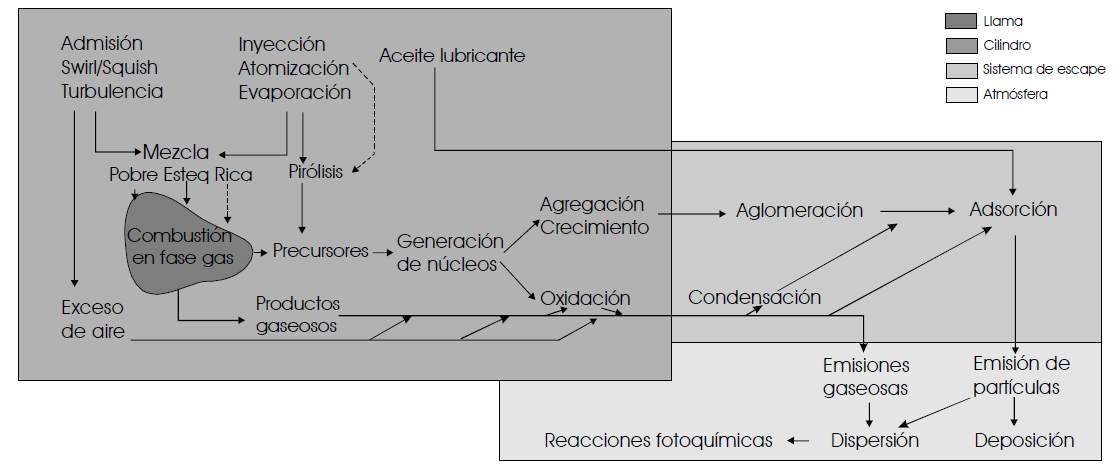 Admisión
Swirl/Squish
Turbulencia
Inyección
Atomización
Evaporación
Aceite lubricante
Llama
Cilindro
Sistema de escape
Atmósfera
Mezcla
Pobre Esteq Rica
Pirólisis
Combustión
en fase gas
Precursores
Generación
de núcleos
Agregación
Crecimiento
Aglomeración
Adsorción
Exceso
de aire
Productos
gaseosos
Oxidación
Condensación
Emisiones
gaseosas
Emisión de
partículas
Reacciones fotoquímicas
Dispersión
Deposición